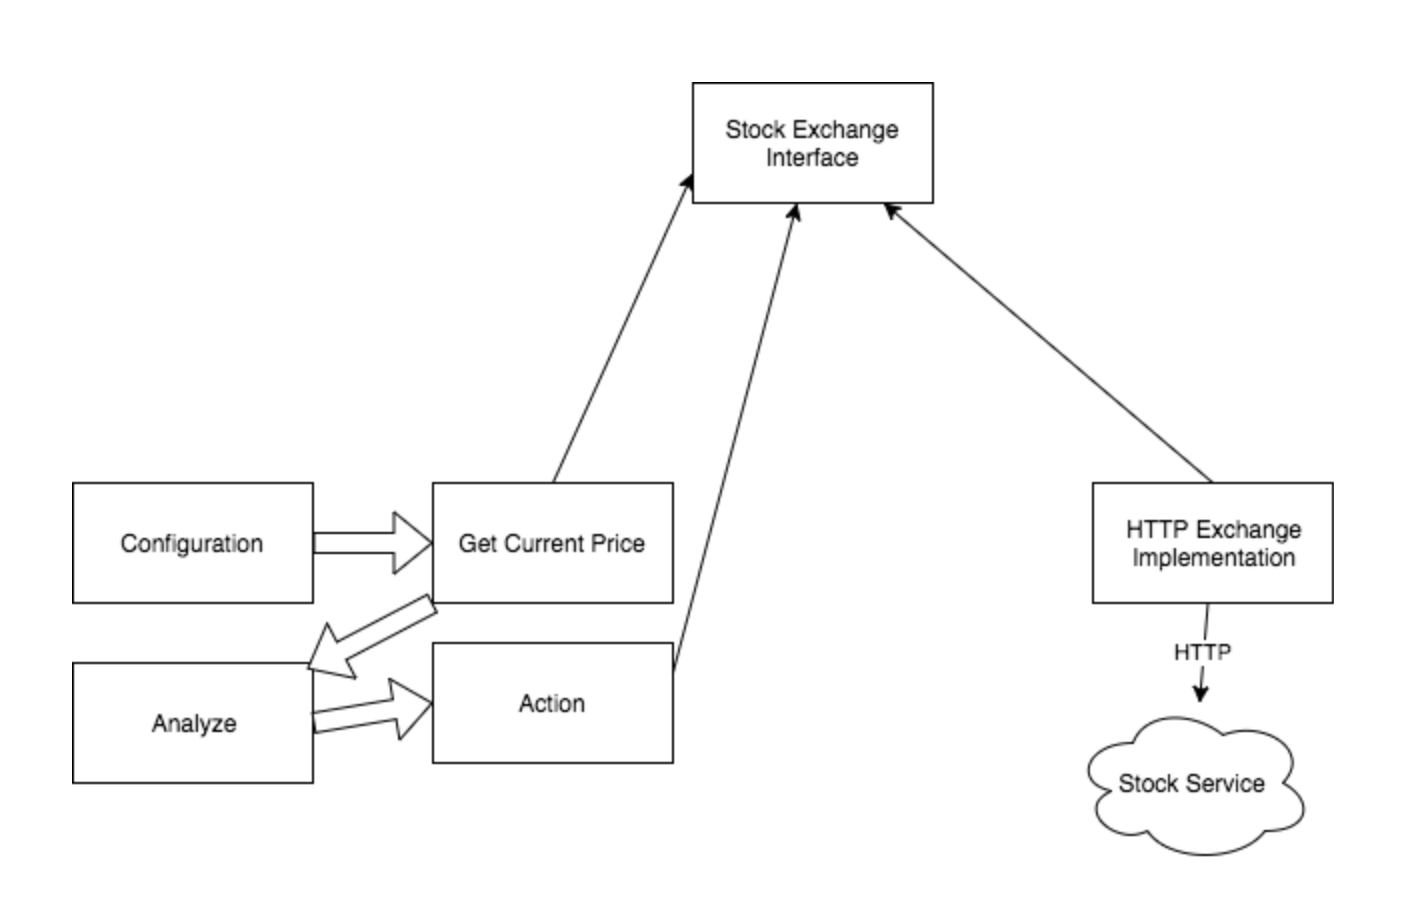 Stock Exchange
Interface
Configuration
Get Current Price
HTTP Exchange
Implementation
HTTP
Analyze
Action
Stock Service